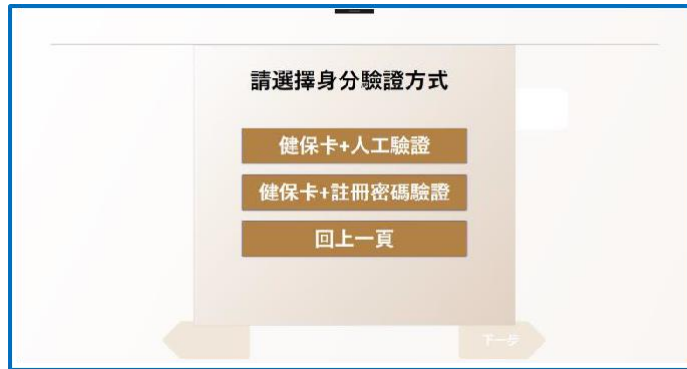 請選擇身分驗證方式
健保卡+人工驗證
健保卡+註冊密碼驗證
回上一頁
下一步